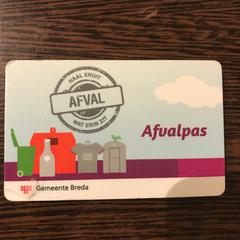 HAAL ERUIT
AFVAL
WAT ERIN ZIT
Afvalpas
Gemeente Breda